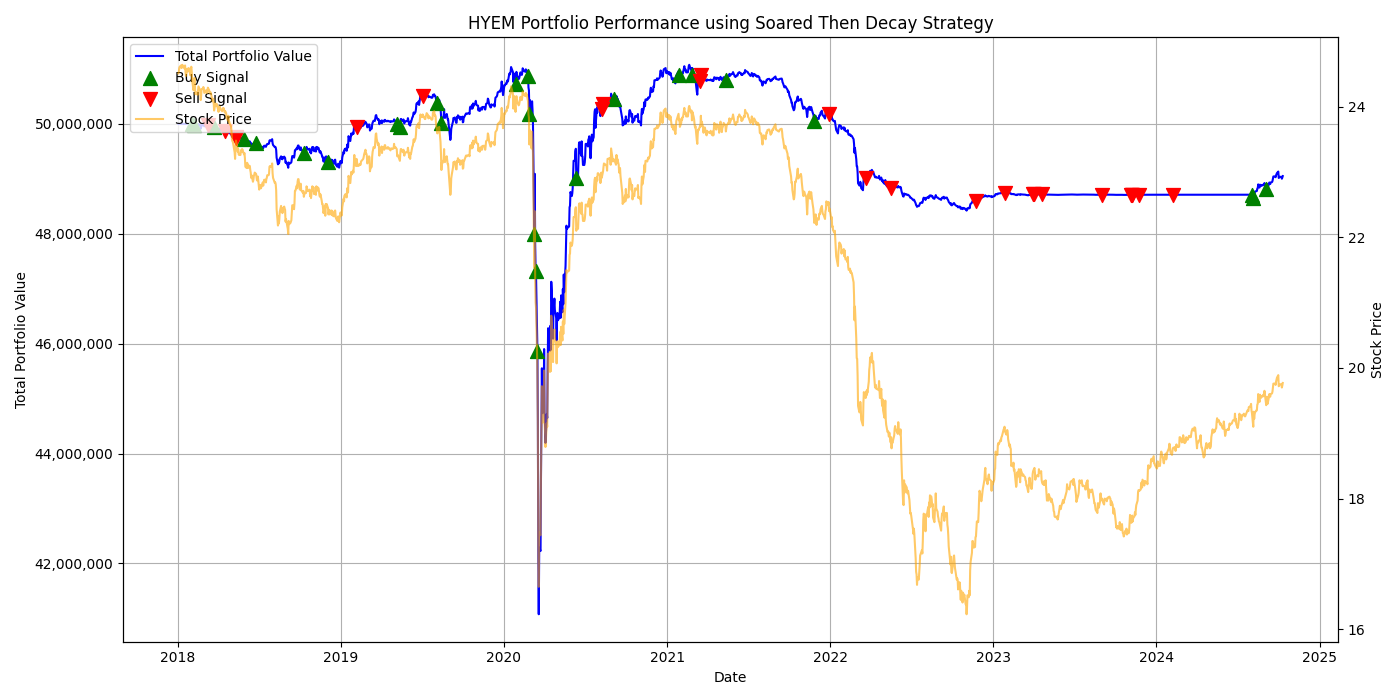 HYEM Portfolio Performance using Soared Then Decay Strategy
Total Portfolio Value
Buy Signal
Sell Signal
Stock Price
50,000,000
48,000,000
46,000,000
44,000,000
42,000,000
Total Portfolio Value
24
22
20
18
16
Stock Price
2018
2019
2020
2021
2022
2023
2024
2025
Date